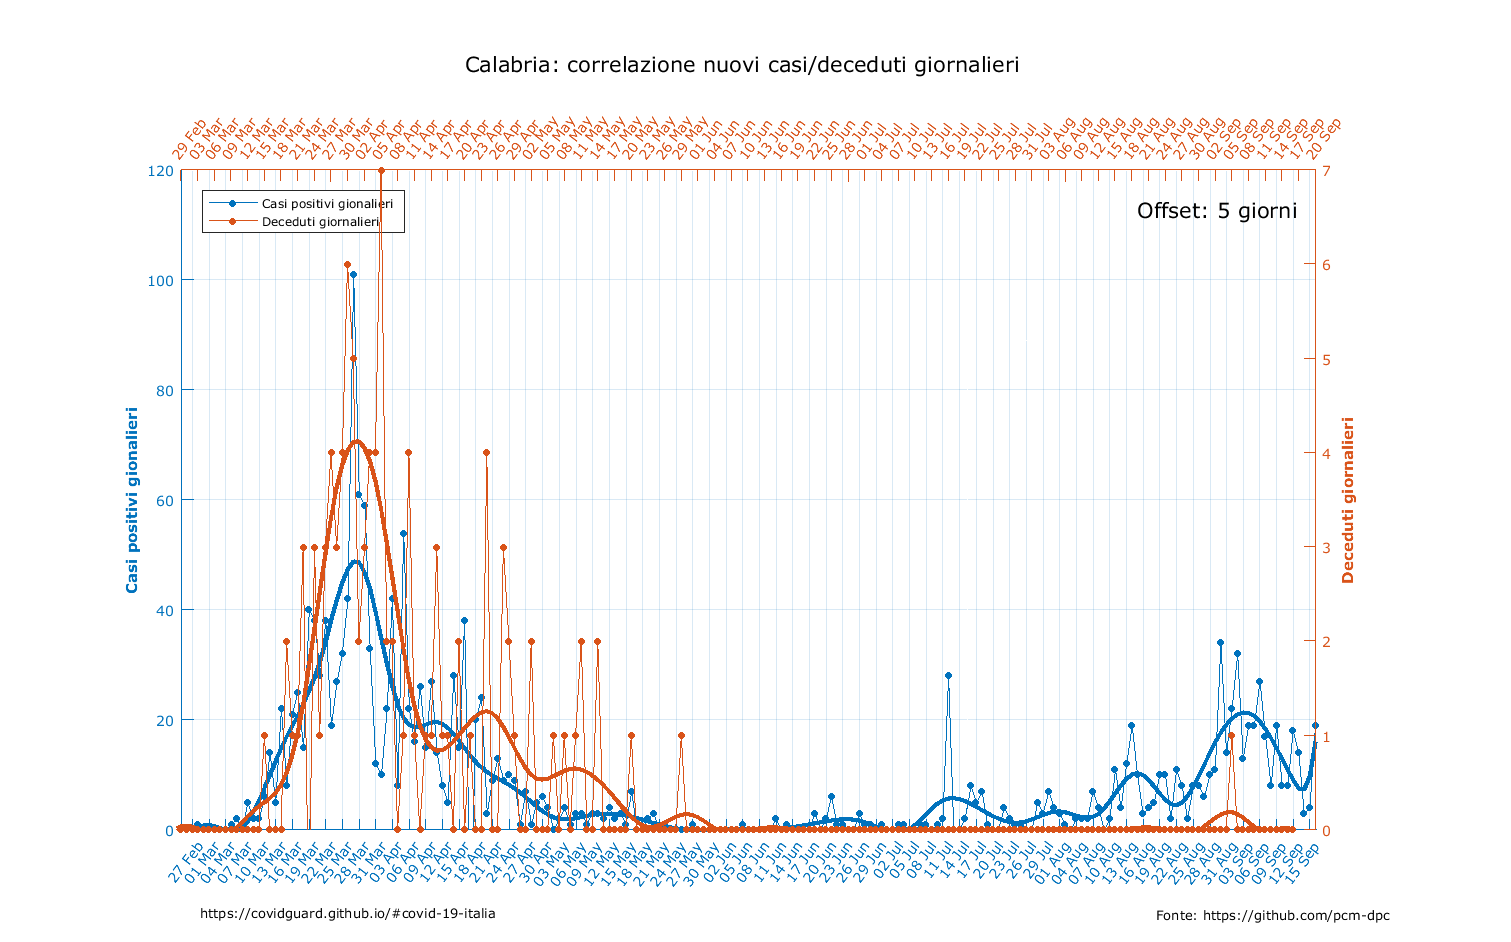 Calabria: correlazione nuovi casi/deceduti giornalieri
29 Feb
03 Mar
06 Mar
09 Mar
12 Mar
15 Mar
18 Mar
21 Mar
24 Mar
27 Mar
30 Mar
02 Apr
05 Apr
08 Apr
11 Apr
14 Apr
17 Apr
20 Apr
23 Apr
26 Apr
29 Apr
02 May
05 May
08 May
11 May
14 May
17 May
20 May
23 May
26 May
29 May
01 Jun
04 Jun
07 Jun
10 Jun
13 Jun
16 Jun
19 Jun
22 Jun
25 Jun
28 Jun
01 Jul
04 Jul
07 Jul
10 Jul
13 Jul
16 Jul
19 Jul
22 Jul
25 Jul
28 Jul
31 Jul
03 Aug
06 Aug
09 Aug
12 Aug
15 Aug
18 Aug
21 Aug
24 Aug
27 Aug
30 Aug
02 Sep
05 Sep
08 Sep
11 Sep
14 Sep
17 Sep
20 Sep
Casi positivi gionalieri
Deceduti giornalieri
Offset: 5 giorni
120
100
80
60
40
20
0
Casi positivi gionalieri
7
6
5
4
3
2
1
0
Deceduti giornalieri
27 Feb
01 Mar
04 Mar
07 Mar
10 Mar
13 Mar
16 Mar
19 Mar
22 Mar
25 Mar
28 Mar
31 Mar
03 Apr
06 Apr
09 Apr
12 Apr
15 Apr
18 Apr
21 Apr
24 Apr
27 Apr
30 Apr
03 May
06 May
09 May
12 May
15 May
18 May
21 May
24 May
27 May
30 May
02 Jun
05 Jun
08 Jun
11 Jun
14 Jun
17 Jun
20 Jun
23 Jun
26 Jun
29 Jun
02 Jul
05 Jul
08 Jul
11 Jul
14 Jul
17 Jul
20 Jul
23 Jul
26 Jul
29 Jul
01 Aug
04 Aug
07 Aug
10 Aug
13 Aug
16 Aug
19 Aug
22 Aug
25 Aug
28 Aug
31 Aug
03 Sep
06 Sep
09 Sep
12 Sep
15 Sep
https://covidguard.github.io/#covid-19-italia
Fonte: https://github.com/pcm-dpc